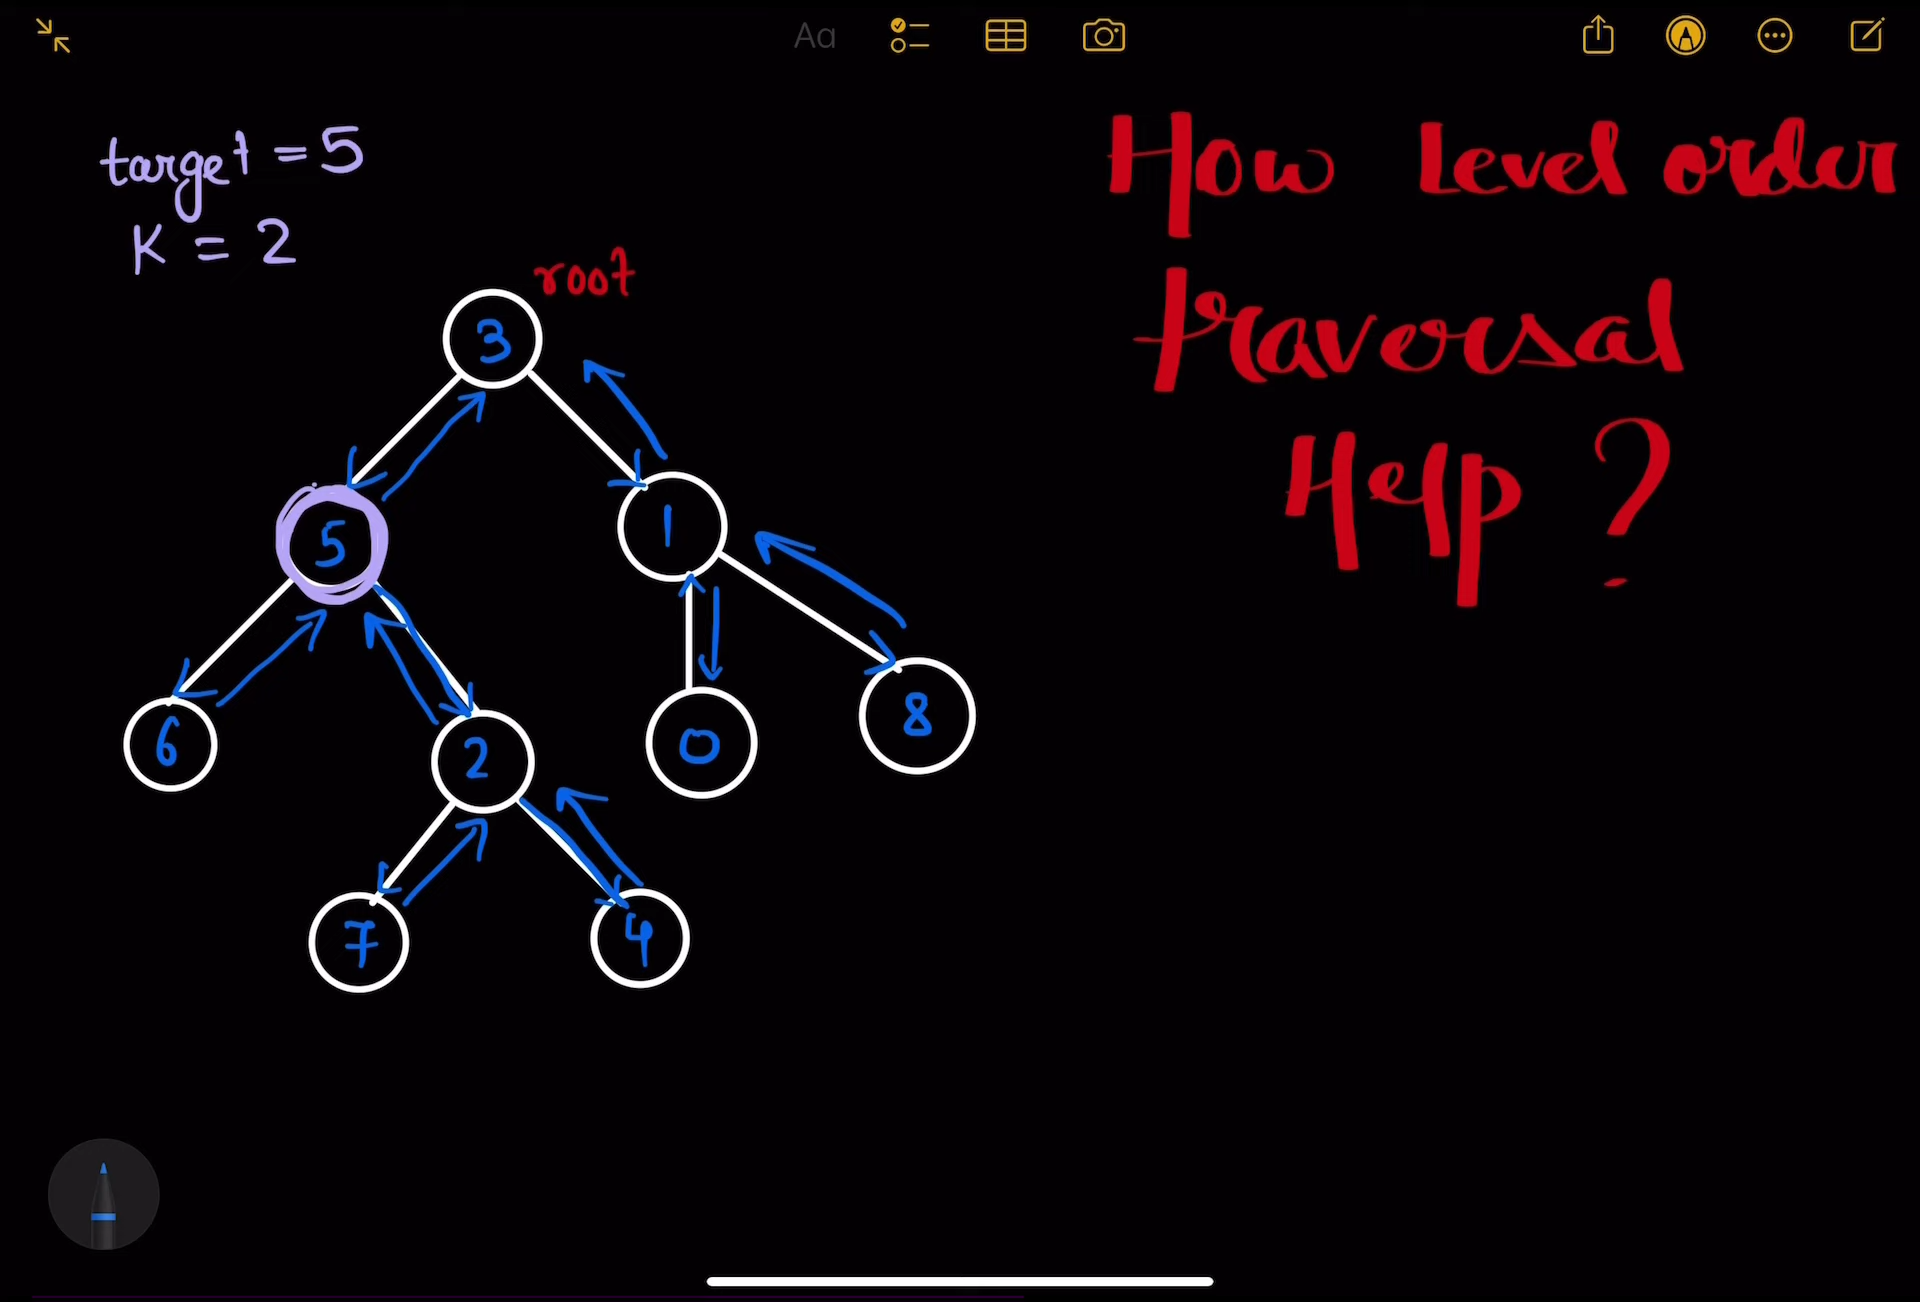 Aa
target = 5
K = 2
How Level order
traversal
Help ?
root
3
5
1
6
2
0
8
7
4